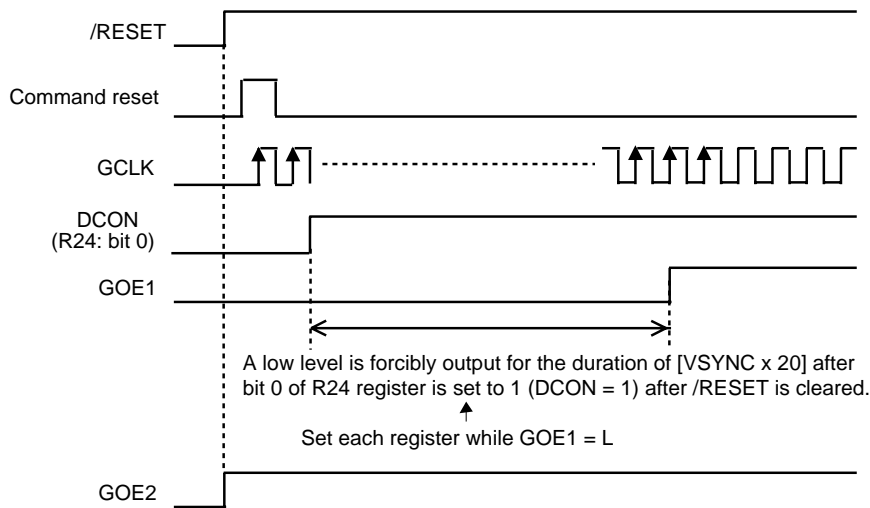 /RESET
Command reset
GCLK
DCON
(R24: bit 0)
GOE1
A low level is forcibly output for the duration of [VSYNC x 20] after
bit 0 of R24 register is set to 1 (DCON = 1) after /RESET is cleared.
Set each register while GOE1 = L
GOE2